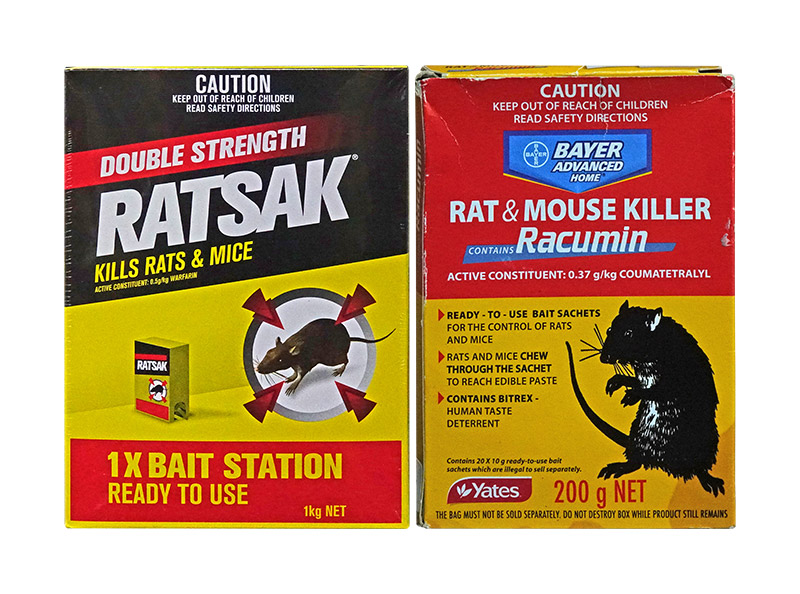 CAUTION
KEEP OUT OF REACH OF CHILDREN
READ SAFETY DIRECTIONS
DOUBLE STRENGTH
RATSAK®
KILLS RATS & MICE
ACTIVE CONSTITUENT: 0.5g/kg WARFARIN
RATSAK
1 X BAIT STATION
READY TO USE
1kg NET
CAUTION
KEEP OUT OF REACH OF CHILDREN
READ SAFETY DIRECTIONS
BAYER
BAYER
ADVANCED
HOME
RAT & MOUSE KILLER
CONTAINS Racumin
ACTIVE CONSTITUENT: 0.37 g/kg COUMATETRALYL
READY - TO - USE BAIT SACHETS
FOR THE CONTROL OF RATS
AND MICE
RATS AND MICE CHEW
THROUGH THE SACHET
TO REACH EDIBLE PASTE
CONTAINS BITREX -
HUMAN TASTE
DETERRENT
Contains 20 X 10 g ready-to-use bait
sachets which are illegal to sell separately.
Yates
200 g NET
THE BAG MUST NOT BE SOLD SEPARATELY. DO NOT DESTROY BOX WHILE PRODUCT STILL REMAINS